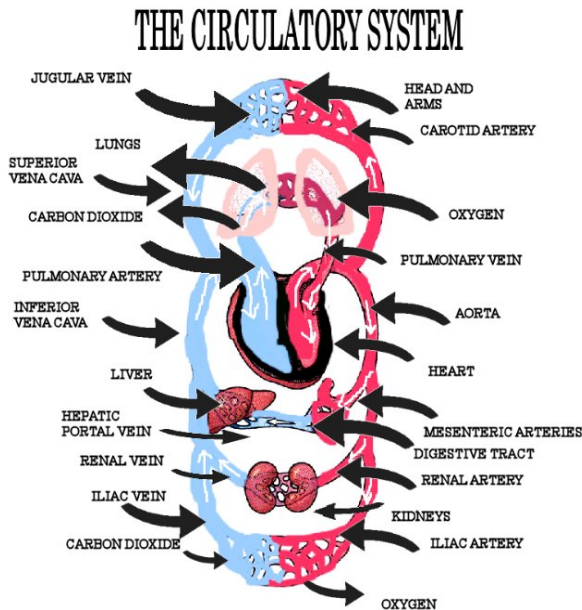 THE CIRCULATORY SYSTEM
JUGULAR VEIN
HEAD AND
ARMS
CAROTID ARTERY
LUNGS
SUPERIOR
VENA CAVA
CARBON DIOXIDE
OXYGEN
PULMONARY VEIN
PULMONARY ARTERY
INFERIOR
VENA CAVA
AORTA
HEART
LIVER
HEPATIC
PORTAL VEIN
MESENTERIC ARTERIES
DIGESTIVE TRACT
RENAL VEIN
RENAL ARTERY
ILIAC VEIN
KIDNEYS
CARBON DIOXIDE
ILIAC ARTERY
OXYGEN